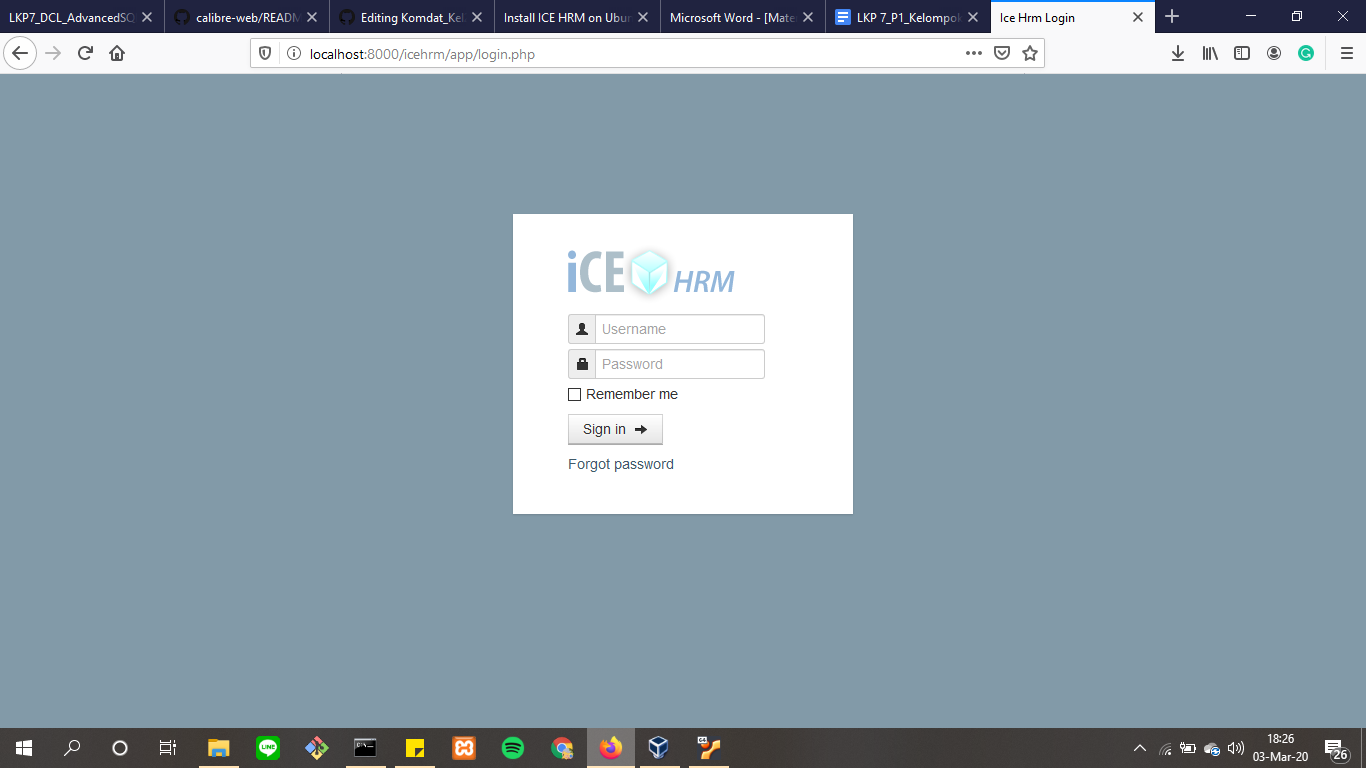 LKP7_DCL_AdvancedSQ
calibre-web/READM
Editing Komdat_Kel
Install ICE HRM on Ubun
Microsoft Word - [Mate
LKP 7_P1_Kelompok
Ice Hrm Login
localhost:8000/icehrm/app/login.php
iCE HRM
Username
Password
Remember me
Sign in
Forgot password
18:26
03-Mar-20
26